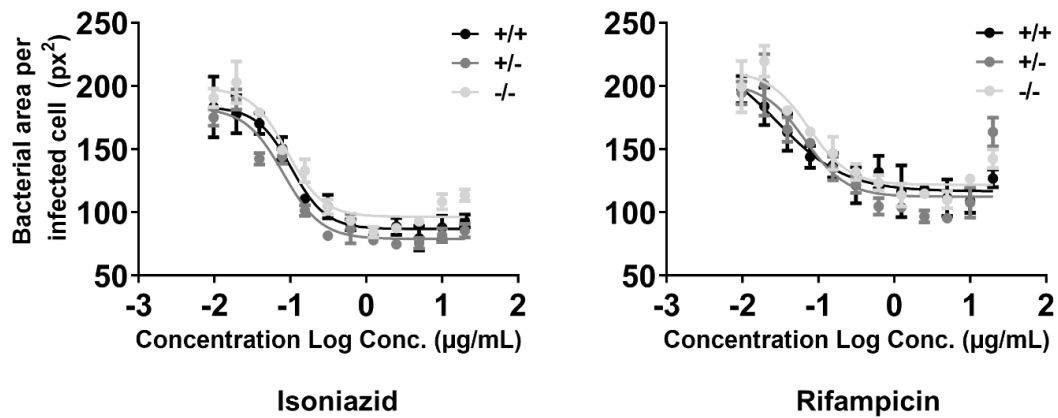 Bacterial area per
infected cell (px²)
250
200
150
100
50
-3 -2 -1 0 1 2
Concentration Log Conc. (µg/mL)
+/+
+/-
-/-
Isoniazid
250
200
150
100
50
-3 -2 -1 0 1 2
Concentration Log Conc. (µg/mL)
+/+
+/-
-/-
Rifampicin